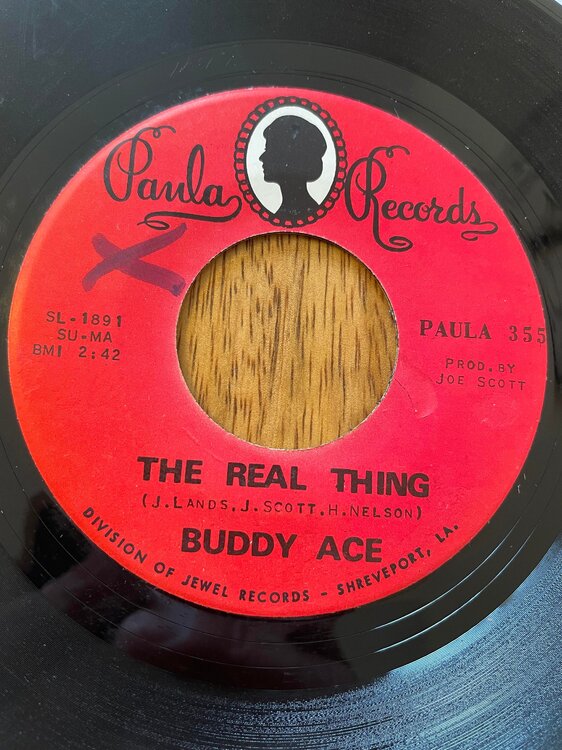 Paula Records
SL-1891
SU-MA
BMI 2:42
PAULA 355
PROD. BY
JOE SCOTT
THE REAL THING
(J. LANDS, J. SCOTT, H. NELSON)
BUDDY ACE
DIVISION OF JEWEL RECORDS - SHREVEPORT, LA.